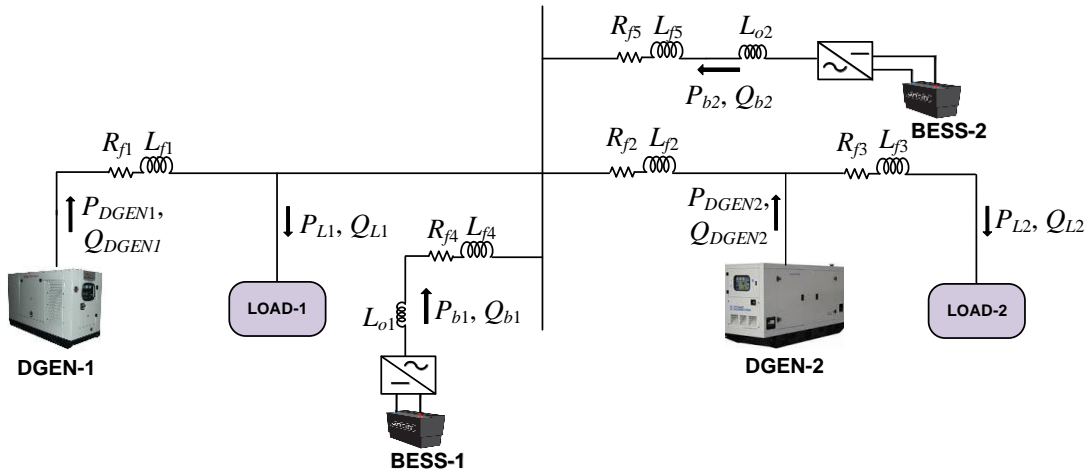 R_{f5} L_{f5} L_{o2}
P_{b2}, Q_{b2}
BESS-2
R_{f1} L_{f1}
R_{f2} L_{f2}
R_{f3} L_{f3}
P_{DGEN1},
Q_{DGEN1}
P_{L1}, Q_{L1}
R_{f4} L_{f4}
P_{DGEN2},
Q_{DGEN2}
P_{L2}, Q_{L2}
LOAD-1
L_{o1}
P_{b1}, Q_{b1}
LOAD-2
DGEN-1
DGEN-2
BESS-1